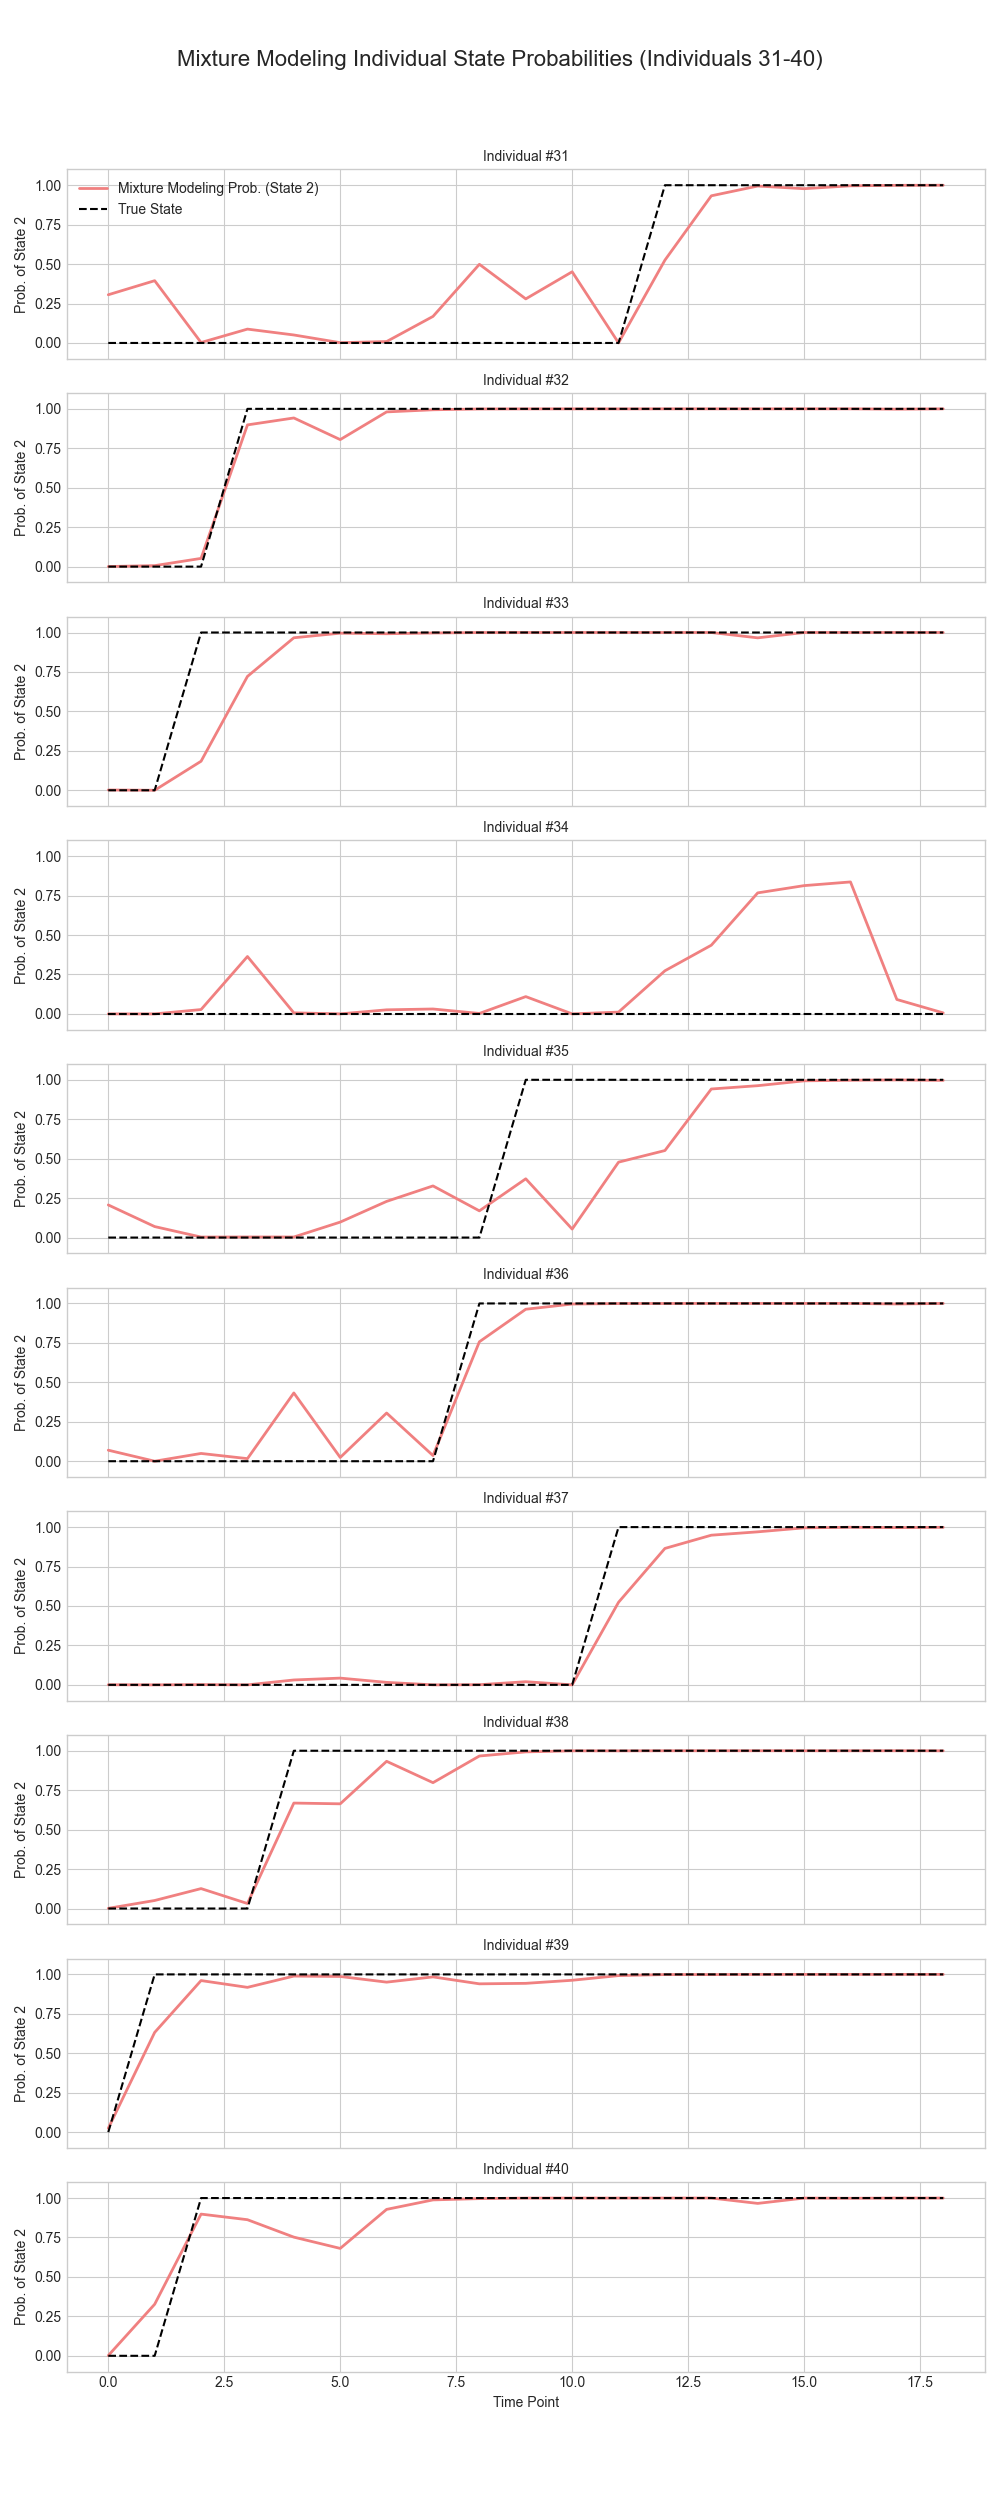 Mixture Modeling Individual State Probabilities (Individuals 31-40)
Individual #31
Mixture Modeling Prob. (State 2)
True State
Prob. of State 2
1.00
0.75
0.50
0.25
0.00
Individual #32
Prob. of State 2
1.00
0.75
0.50
0.25
0.00
Individual #33
Prob. of State 2
1.00
0.75
0.50
0.25
0.00
Individual #34
Prob. of State 2
1.00
0.75
0.50
0.25
0.00
Individual #35
Prob. of State 2
1.00
0.75
0.50
0.25
0.00
Individual #36
Prob. of State 2
1.00
0.75
0.50
0.25
0.00
Individual #37
Prob. of State 2
1.00
0.75
0.50
0.25
0.00
Individual #38
Prob. of State 2
1.00
0.75
0.50
0.25
0.00
Individual #39
Prob. of State 2
1.00
0.75
0.50
0.25
0.00
Individual #40
Prob. of State 2
1.00
0.75
0.50
0.25
0.00
0.0 2.5 5.0 7.5 10.0 12.5 15.0 17.5
Time Point